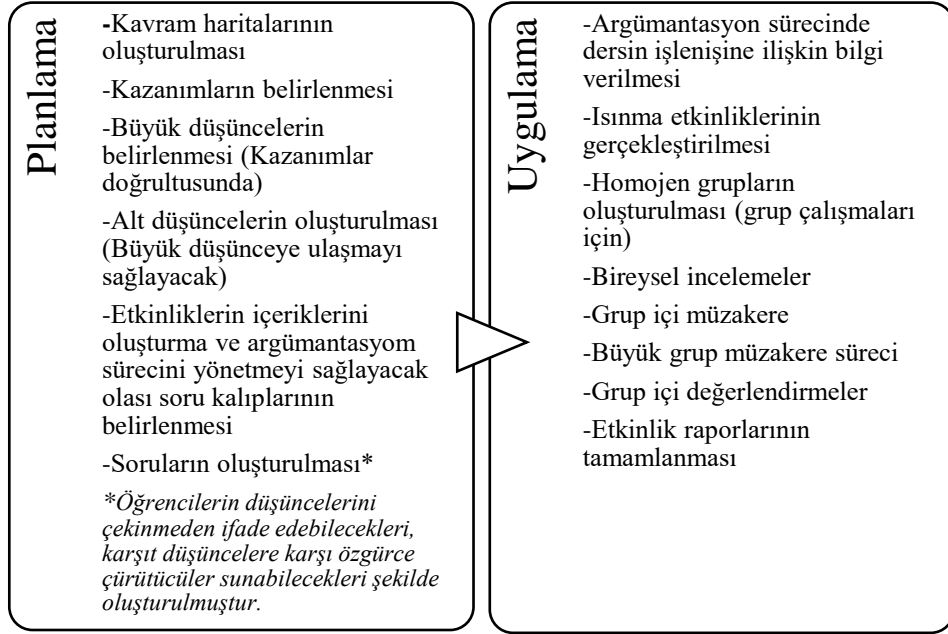 Planlama
-Kavram haritalarının
oluşturulması
-Kazanımların belirlenmesi
-Büyük düşüncelerin
belirlenmesi (Kazanımlar
doğrultusunda)
-Alt düşüncelerin oluşturulması
(Büyük düşünceye ulaşmayı
sağlayacak)
-Etkinliklerin içeriklerini
oluşturma ve argümantasyom
sürecini yönetmeyi sağlayacak
olası soru kalıplarının
belirlenmesi
-Soruların oluşturulması*
*Öğrencilerin düşüncelerini
çekinmeden ifade edebilecekleri,
karşıt düşüncelere karşı özgürce
çürütücüler sunabilecekleri şekilde
oluşturulmuştur.
Uygulama
-Argümantasyon sürecinde
dersin işlenişine ilişkin bilgi
verilmesi
-Isınma etkinliklerinin
gerçekleştirilmesi
-Homojen grupların
oluşturulması (grup çalışmaları
için)
-Bireysel incelemeler
-Grup içi müzakere
-Büyük grup müzakere süreci
-Grup içi değerlendirmeler
-Etkinlik raporlarının
tamamlanması